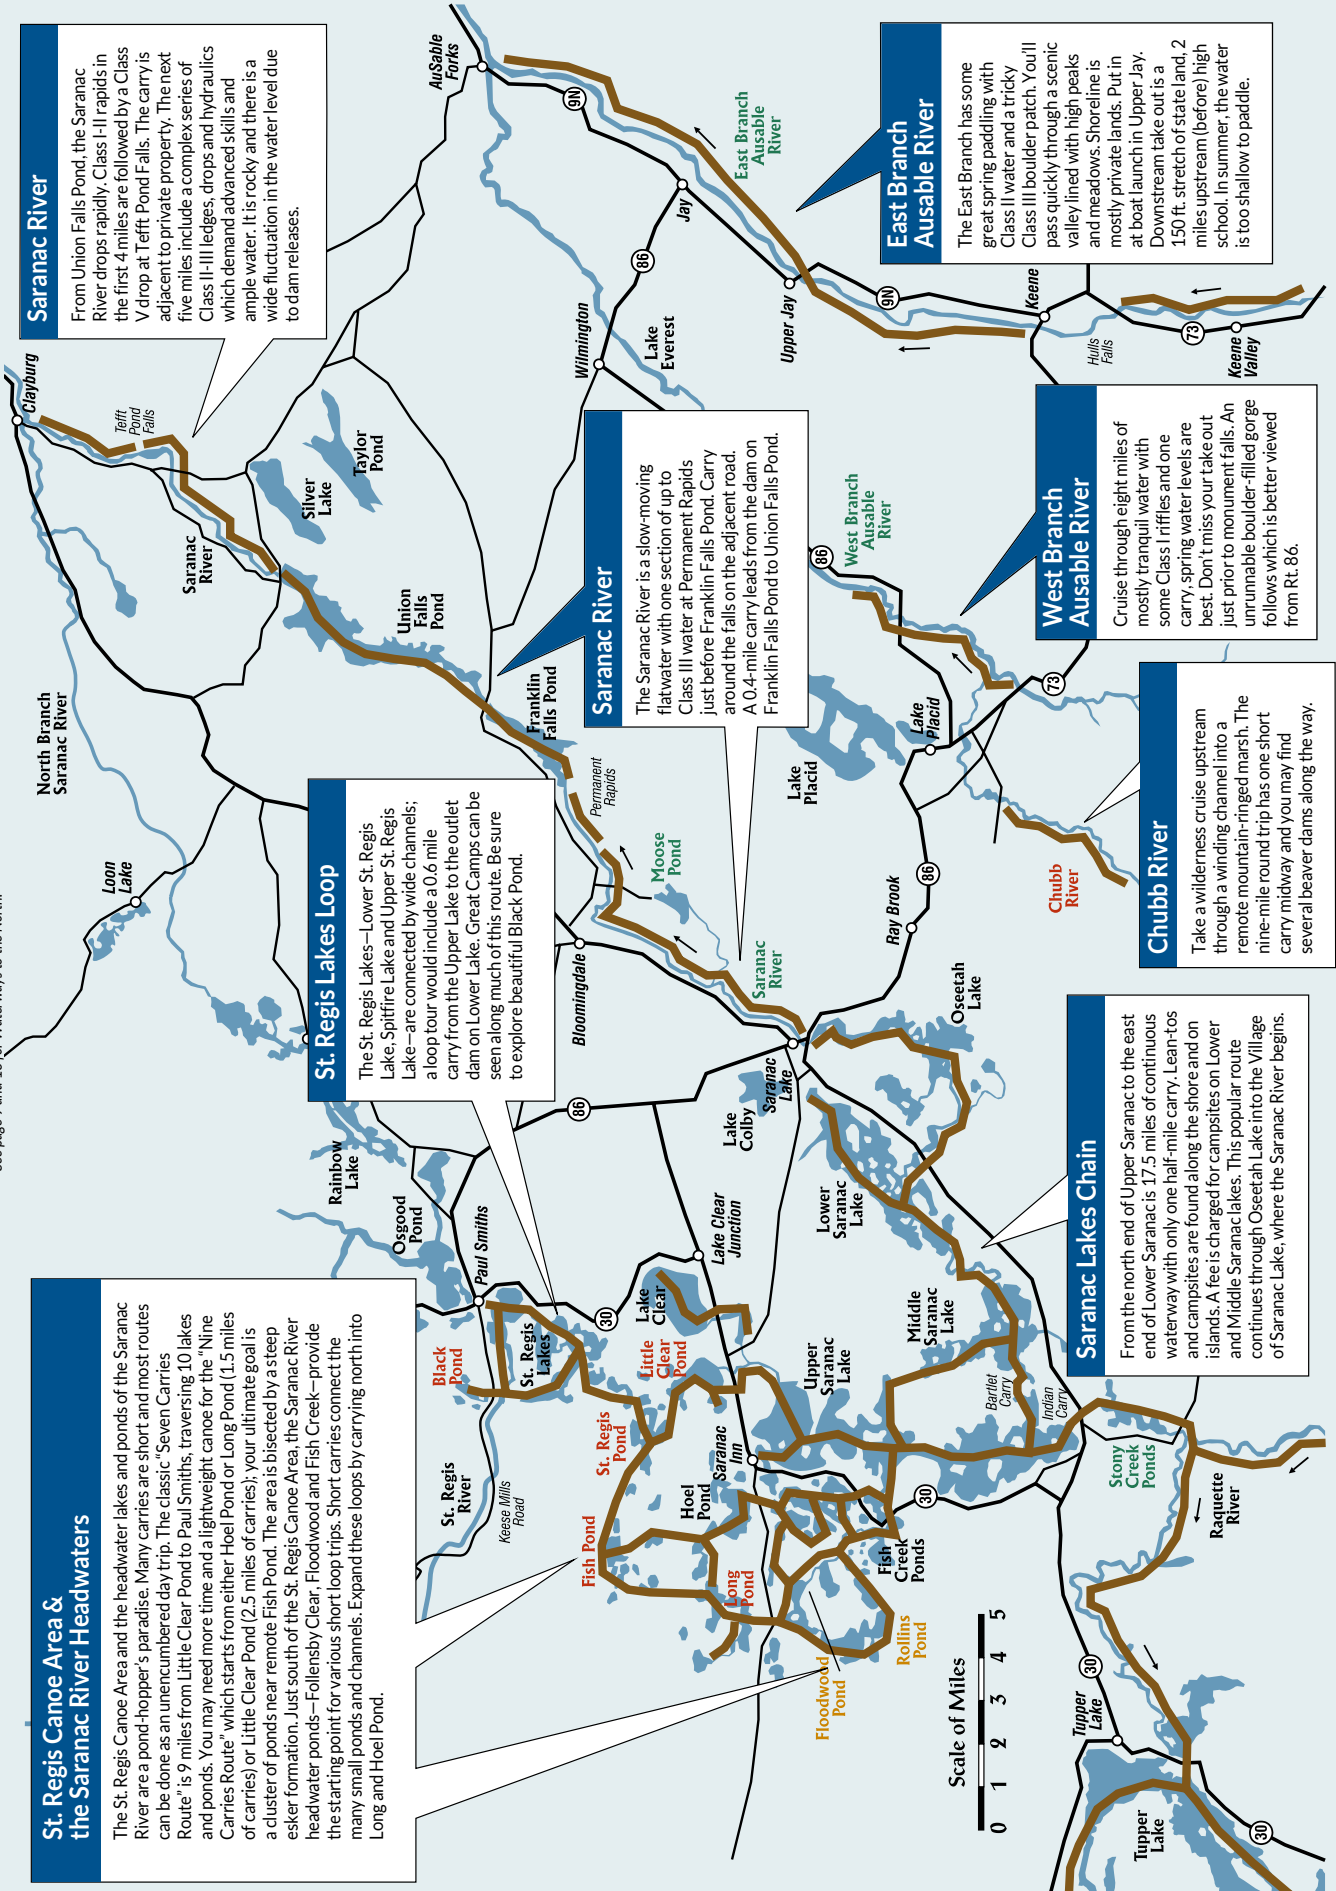 St. Regis Canoe Area &
the Saranac River Headwaters
The St. Regis Canoe Area and the headwater lakes and ponds of the Saranac
River are a pond-hopper's paradise. Many carries are short and most routes
can be done as an unencumbered day trip. The classic "Seven Carries
Route" is 9 miles from Little Clear Pond to Paul Smiths, traversing 10 lakes
and ponds. You may need more time and a lightweight canoe for the "Nine
Carries Route" which starts from either Hoel Pond or Long Pond (1.5 miles
of carries) or Little Clear Pond (2.5 miles of carries); your ultimate goal is
a cluster of ponds near remote Fish Pond. The area is bisected by a steep
esker formation. Just south of the St. Regis Canoe Area, the Saranac River
headwater ponds—Follensby Clear, Floodwood and Fish Creek—provide
the starting point for various short loop trips. Short carries connect the
many small ponds and channels. Expand these loops by carrying north into
Long and Hoel Pond.
St. Regis Lakes Loop
The St. Regis Lakes—Lower St. Regis
Lake, Spitfire Lake and Upper St. Regis
Lake—are connected by wide channels;
a loop tour would include a 0.6 mile
carry from the Upper Lake to the outlet
dam on Lower Lake. Great Camps can be
seen along much of this route. Be sure
to explore beautiful Black Pond.
Saranac River
From Union Falls Pond, the Saranac
River drops rapidly. Class I-II rapids in
the first 4 miles are followed by a Class
V drop at Tefft Pond Falls. The carry is
adjacent to private property. The next
five miles include a complex series of
Class II-III ledges, drops and hydraulics
which demand advanced skills and
ample water. It is rocky and there is a
wide fluctuation in the water level due
to dam releases.
Saranac River
The Saranac River is a slow-moving
flatwater with one section of up to
Class III water at Permanent Rapids
just before Franklin Falls Pond. Carry
around the falls on the adjacent road.
A 0.4-mile carry leads from the dam on
Franklin Falls Pond to Union Falls Pond.
East Branch
Ausable River
The East Branch has some
great spring paddling with
Class II water and a tricky
Class III boulder patch. You'll
pass quickly through a scenic
valley lined with high peaks
and meadows. Shoreline is
mostly private lands. Put in
at boat launch in Upper Jay.
Downstream take out is a
150 ft. stretch of state land, 2
miles upstream (before) high
school. In summer, the water
is too shallow to paddle.
West Branch
Ausable River
Cruise through eight miles of
mostly tranquil water with
some Class I riffles and one
carry, spring water levels are
best. Don't miss your take out
just prior to monument falls. An
unrunnable boulder-filled gorge
follows which is better viewed
from Rt. 86.
Chubb River
Take a wilderness cruise upstream
through a winding channel into a
remote mountain-ringed marsh. The
nine-mile round trip has one short
carry midway and you may find
several beaver dams along the way.
Saranac Lakes Chain
From the north end of Upper Saranac to the east
end of Lower Saranac is 17.5 miles of continuous
waterway with only one half-mile carry. Lean-tos
and campsites are found along the shore and on
islands. A fee is charged for campsites on Lower
and Middle Saranac lakes. This popular route
continues through Oseetah Lake into the Village
of Saranac Lake, where the Saranac River begins.
Clayburg
Tefft
Pond
Falls
Saranac
River
Silver
Lake
Taylor
Pond
Union
Falls
Pond
Franklin
Falls Pond
Permanent
Rapids
North Branch
Saranac River
Loon
Lake
Moose
Pond
Saranac
River
Bloomingdale
Rainbow
Lake
Osgood
Pond
Paul Smiths
86
30
Black
Pond
St. Regis
Lakes
St. Regis
River
Keese Mills
Road
St. Regis
Pond
Fish Pond
Little
Clear
Pond
Lake
Clear
Lake Clear
Junction
Lake
Colby
Saranac
Lake
Saranac
Inn
Hoel
Pond
Long
Pond
Fish
Creek
Ponds
Rollins
Pond
Floodwood
Pond
30
Upper
Saranac
Lake
Middle
Saranac
Lake
Lower
Saranac
Lake
Oseetah
Lake
Bartlet
Carry
Indian
Carry
Stony
Creek
Ponds
Raquette
River
Tupper
Lake
30
Tupper
Lake
30
Scale of Miles
0 1 2 3 4 5
Ray Brook
86
Lake
Placid
Lake
Placid
Chubb
River
73
West Branch
Ausable
River
86
Wilmington
Lake
Everest
86
AuSable
Forks
9N
Jay
East Branch
Ausable
River
Upper Jay
9N
Keene
Hulls
Falls
73
Keene
Valley